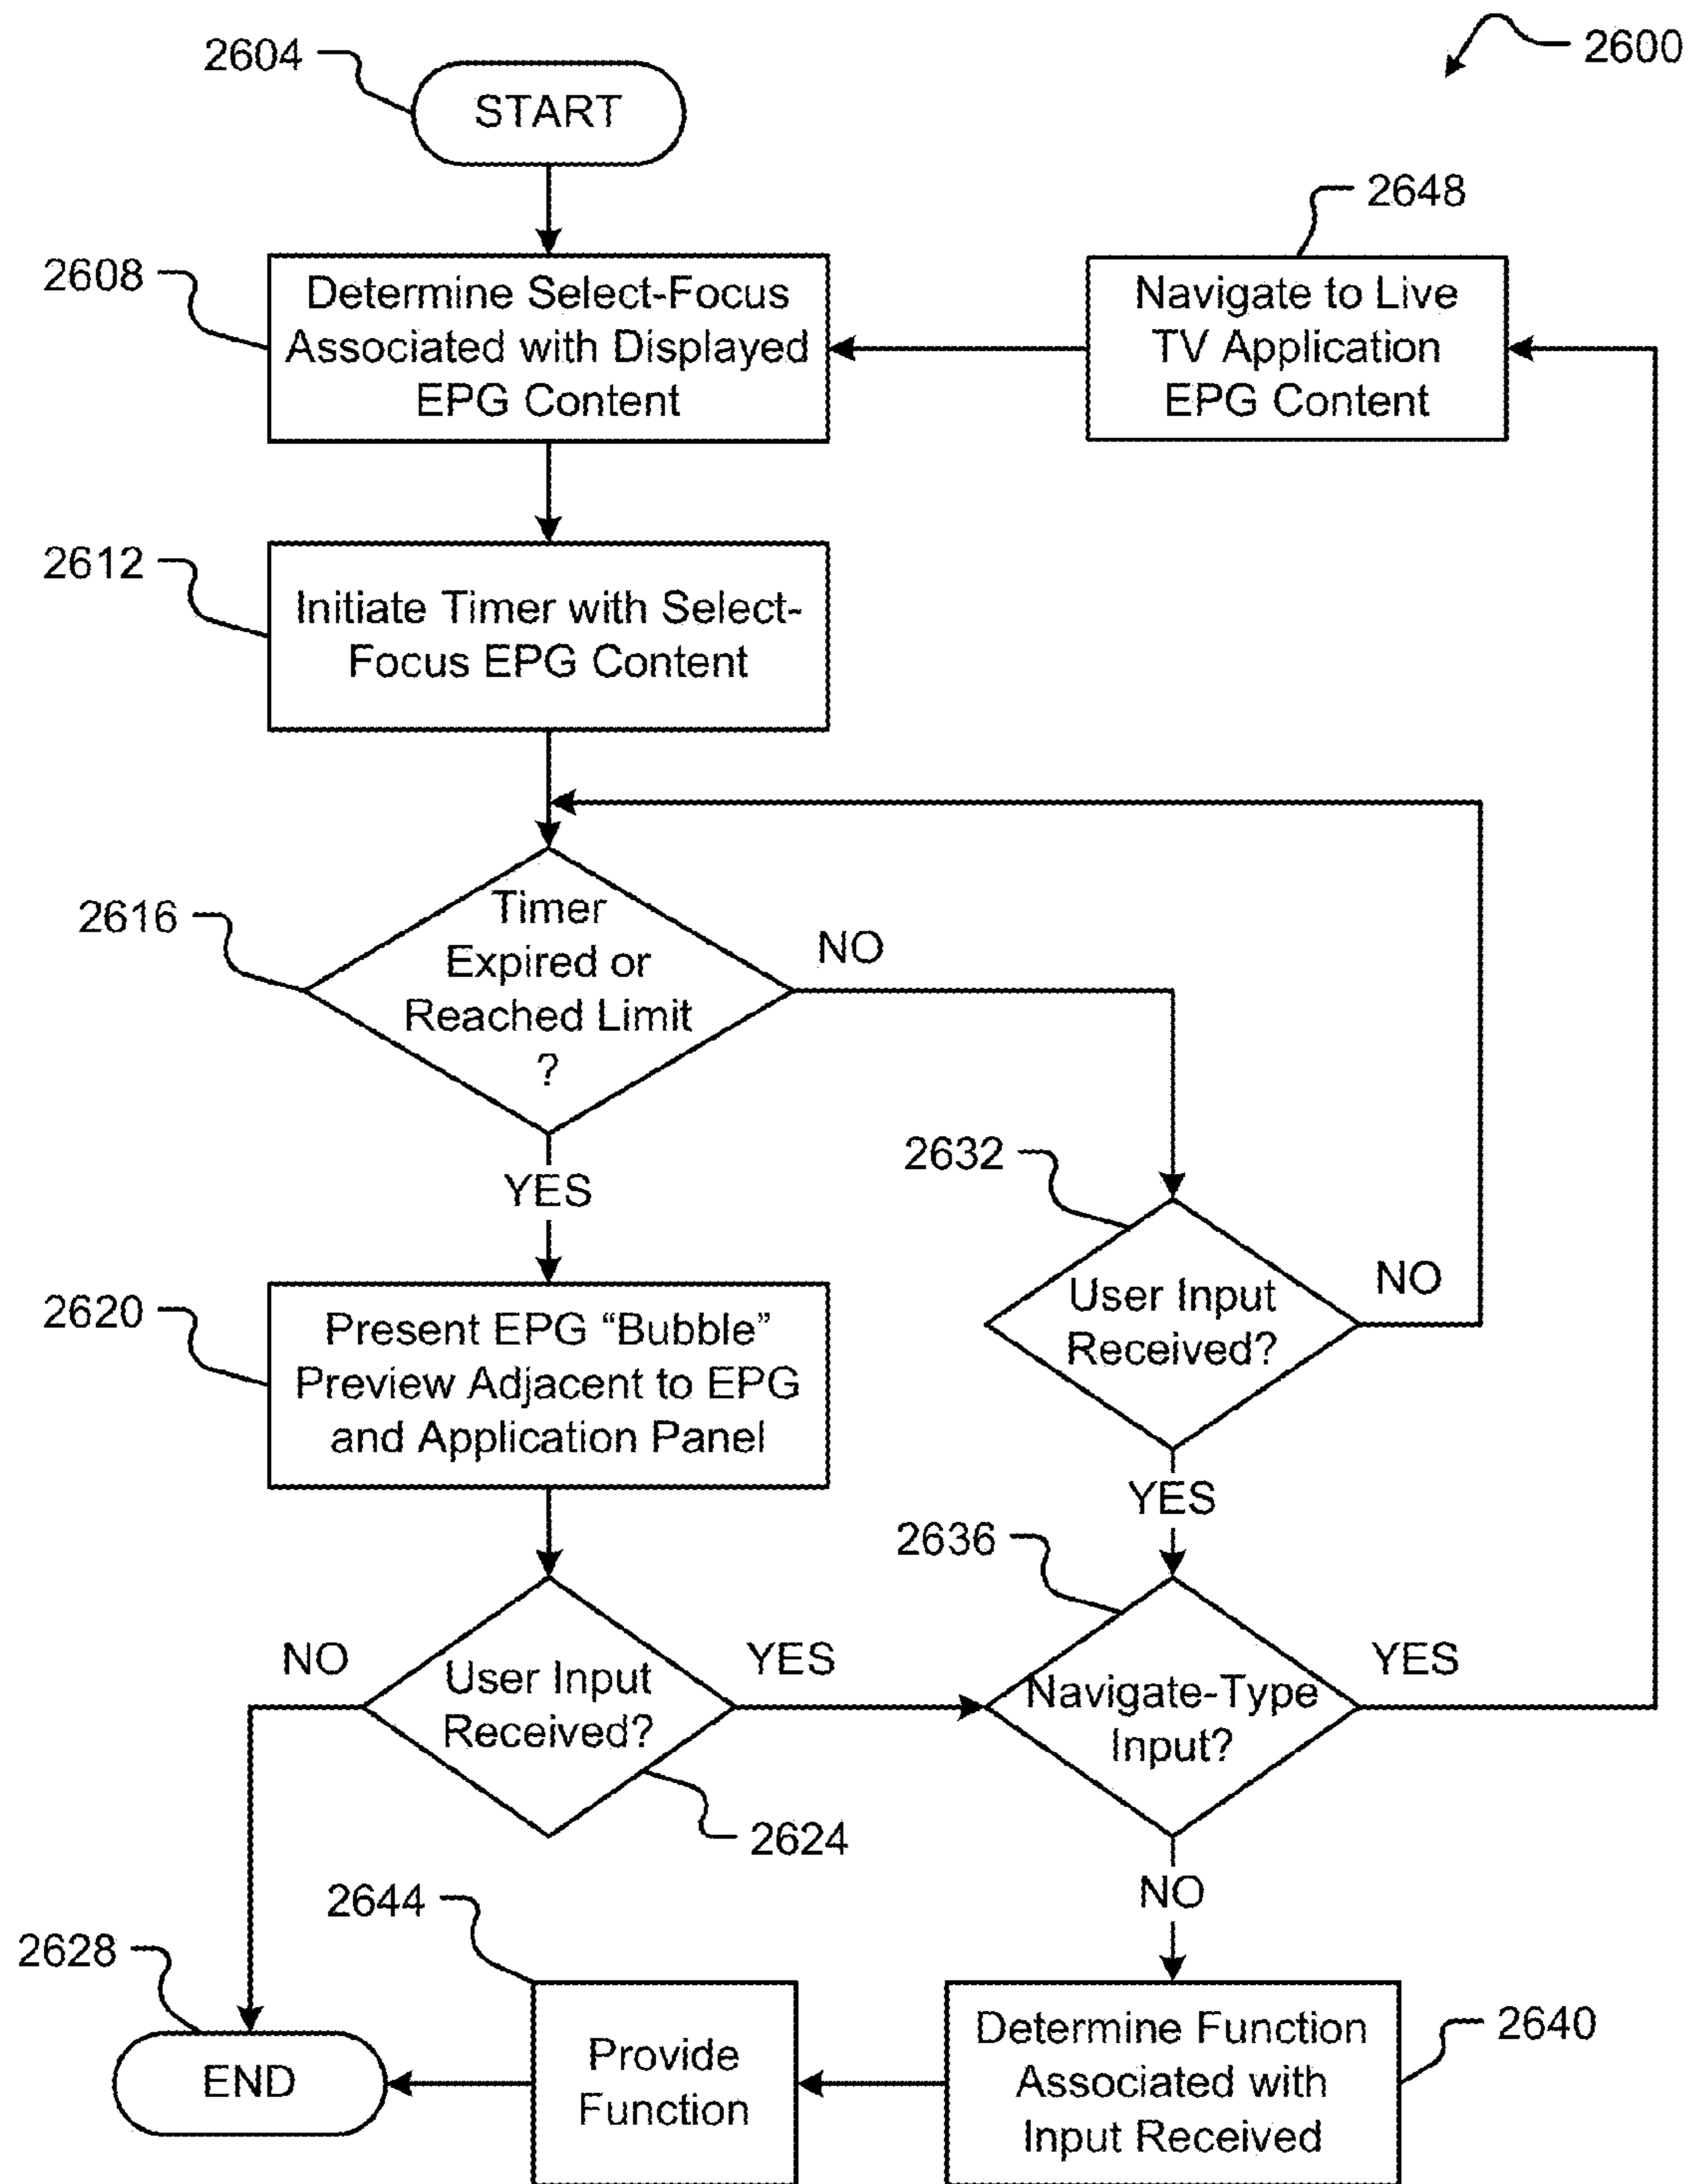 2600
2604
START
2648
2608
Determine Select-Focus
Associated with Displayed
EPG Content
Navigate to Live
TV Application
EPG Content
2612
Initiate Timer with Select-
Focus EPG Content
2616
Timer
Expired or
Reached Limit
?
NO
YES
2632
User Input
Received?
NO
2620
Present EPG “Bubble”
Preview Adjacent to EPG
and Application Panel
YES
2636
NO
User Input
Received?
YES
Navigate-Type
Input?
YES
2624
NO
2644
2628
END
Provide
Function
Determine Function
Associated with
Input Received
2640